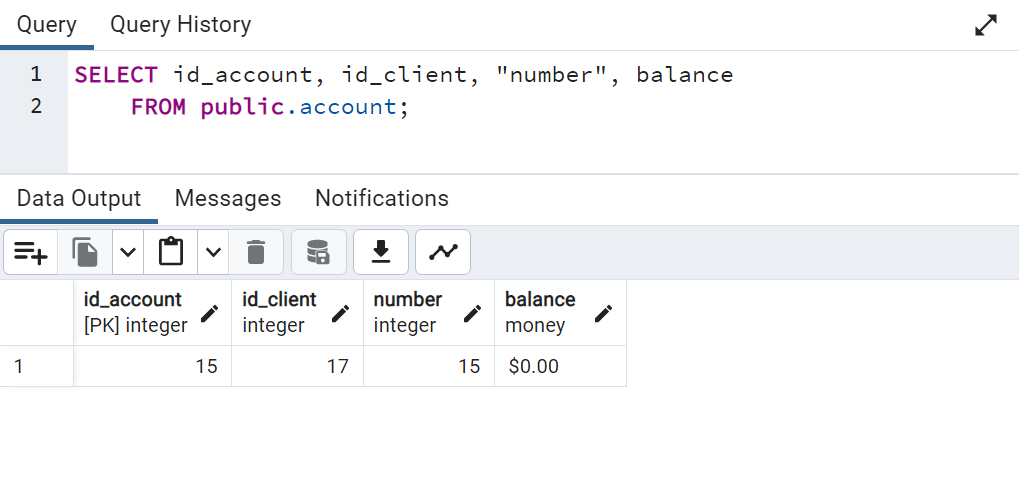 Query Query History
1 SELECT id_account, id_client, "number", balance
2 FROM public.account;
Data Output Messages Notifications
id_account id_client number balance
[PK] integer integer integer money
1 15 17 15 $0.00